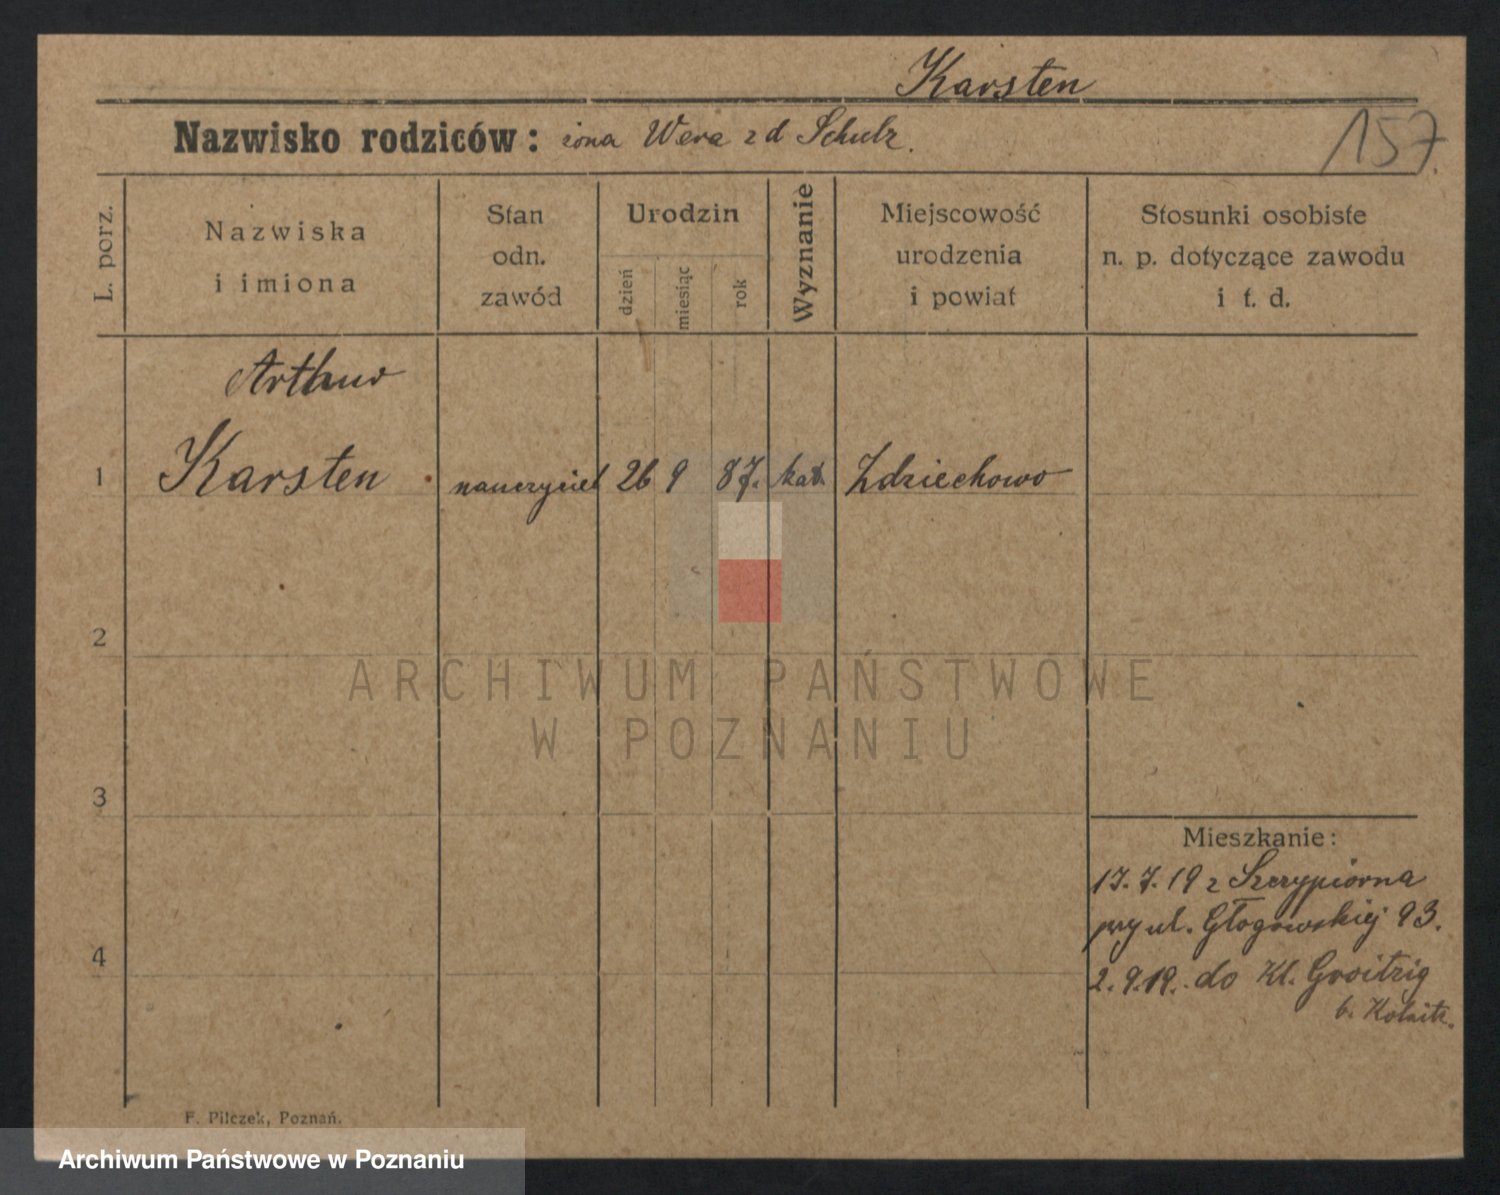 Karsten
Nazwisko rodziców: żona Wera z d Schulz.
157.
L. porz.
Nazwiska
i imiona
Stan
odn.
zawód
Urodzin
dzień
miesiąc
rok
Wyznanie
Miejscowość
urodzenia
i powiat
Stosunki osobiste
n. p. dotyczące zawodu
i t. d.
Arthur
1 Karsten nauczyciel 26 9 87. kat. Zdziechowo
2
ARCHIWUM PAŃSTWOWE
W POZNANIU
3
Mieszkanie:
17.7.19 z Szczypiorna
przy ul. Głogowskiej 93.
4
2.9.19. do Kl. Groitzig
F. Pilczek, Poznań.
Archiwum Państwowe w Poznaniu